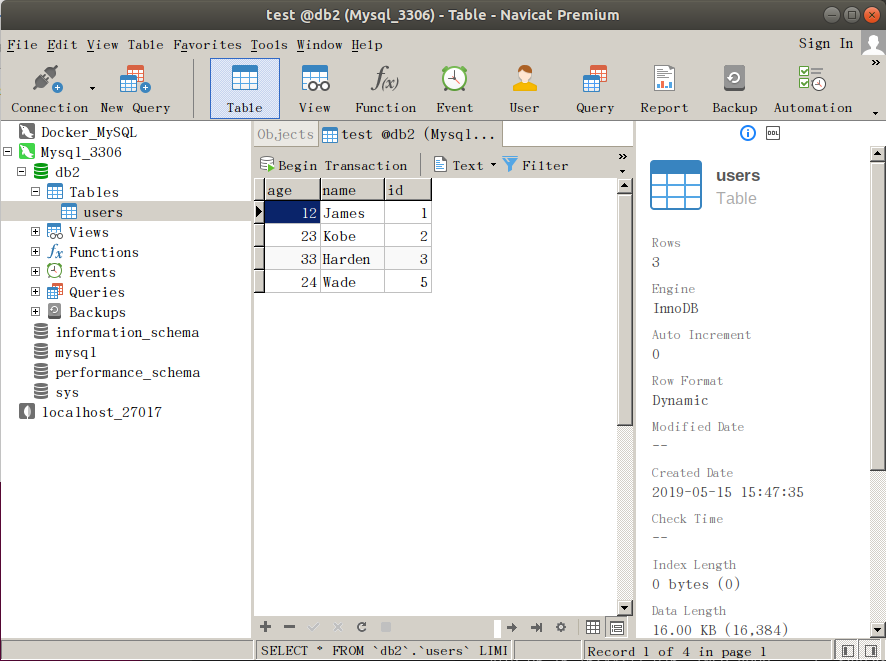 test @db2 (Mysql_3306) - Table - Navicat Premium
File Edit View Table Favorites Tools Window Help
Sign In
Connection New Query Table View Function Event User Query Report Backup Automation
Docker_MySQL
Mysql_3306
db2
Tables
users
Views
Functions
Events
Queries
Backups
information_schema
mysql
performance_schema
sys
localhost_27017
Objects test @db2 (Mysql...
Begin Transaction Text Filter
age name id
12 James 1
23 Kobe 2
33 Harden 3
24 Wade 5
SELECT * FROM `db2`.`users` LIMI
Record 1 of 4 in page 1
DDL
users
Table
Rows
3
Engine
InnoDB
Auto Increment
0
Row Format
Dynamic
Modified Date
--
Created Date
2019-05-15 15:47:35
Check Time
--
Index Length
0 bytes (0)
Data Length
16.00 KB (16,384)